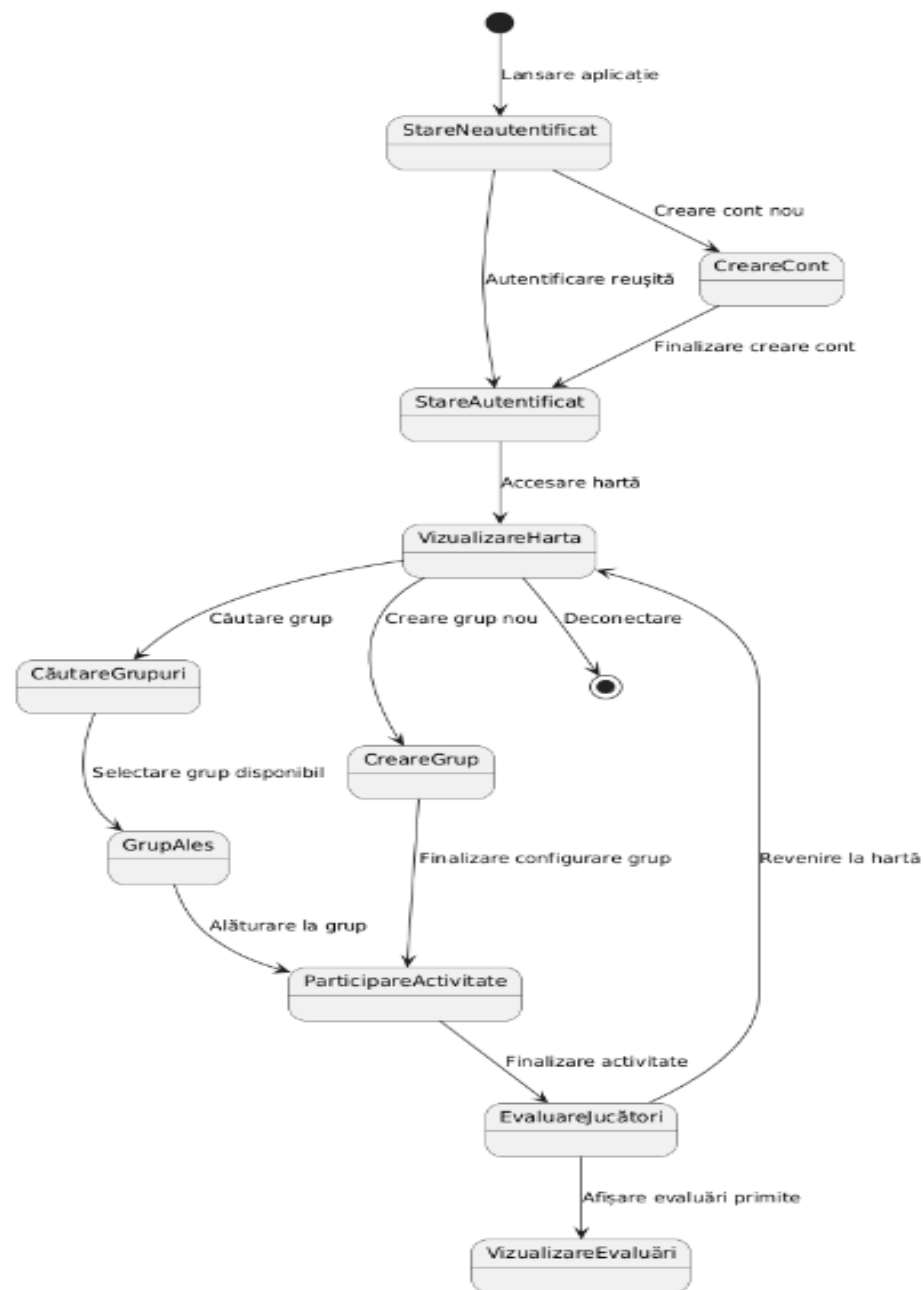 Lansare aplicație
StareNeautentificat
Creare cont nou
CreareCont
Autentificare reușită
Finalizare creare cont
StareAutentificat
Accesare hartă
VizualizareHarta
Căutare grup
Creare grup nou
Deconectare
CăutareGrupuri
CreareGrup
Selectare grup disponibil
GrupAles
Finalizare configurare grup
Revenire la hartă
Alăturare la grup
ParticipareActivitate
Finalizare activitate
EvaluareJucători
Afișare evaluări primite
VizualizareEvaluări